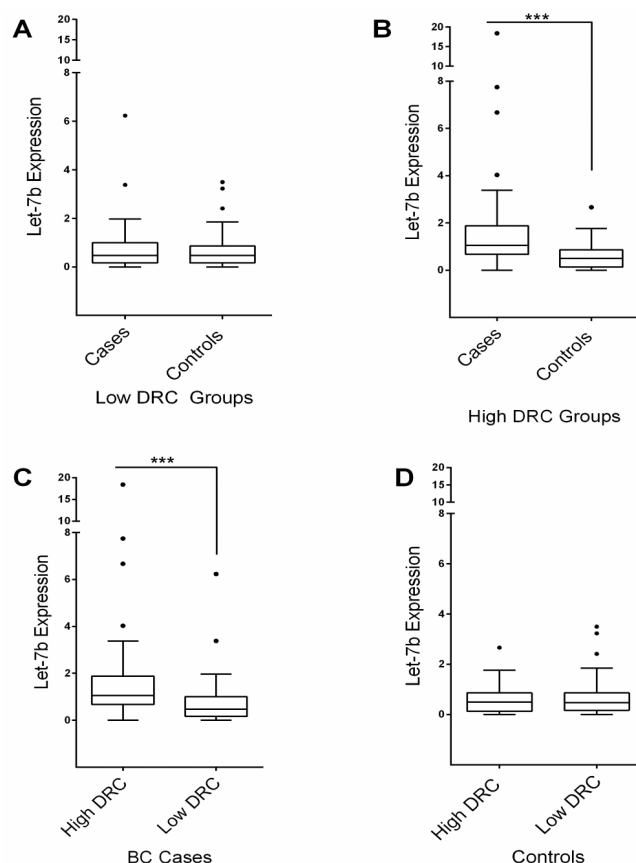 A
20
15
10
8
6
4
2
0
Let-7b Expression
Cases
Controls
Low DRC Groups
B
***
20
15
10
8
6
4
2
0
Let-7b Expression
Cases
Controls
High DRC Groups
C
***
20
15
10
8
6
4
2
0
Let-7b Expression
High DRC
Low DRC
BC Cases
D
20
15
10
8
6
4
2
0
Let-7b Expression
High DRC
Low DRC
Controls